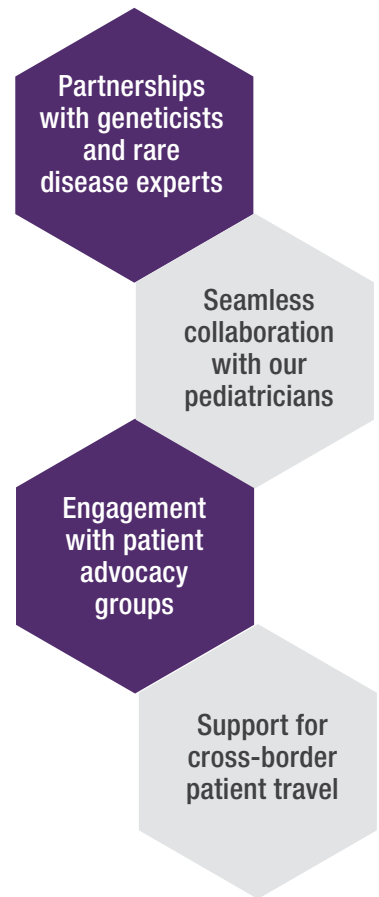 Partnerships
with geneticists
and rare
disease experts
Seamless
collaboration
with our
pediatricians
Engagement
with patient
advocacy
groups
Support for
cross-border
patient travel